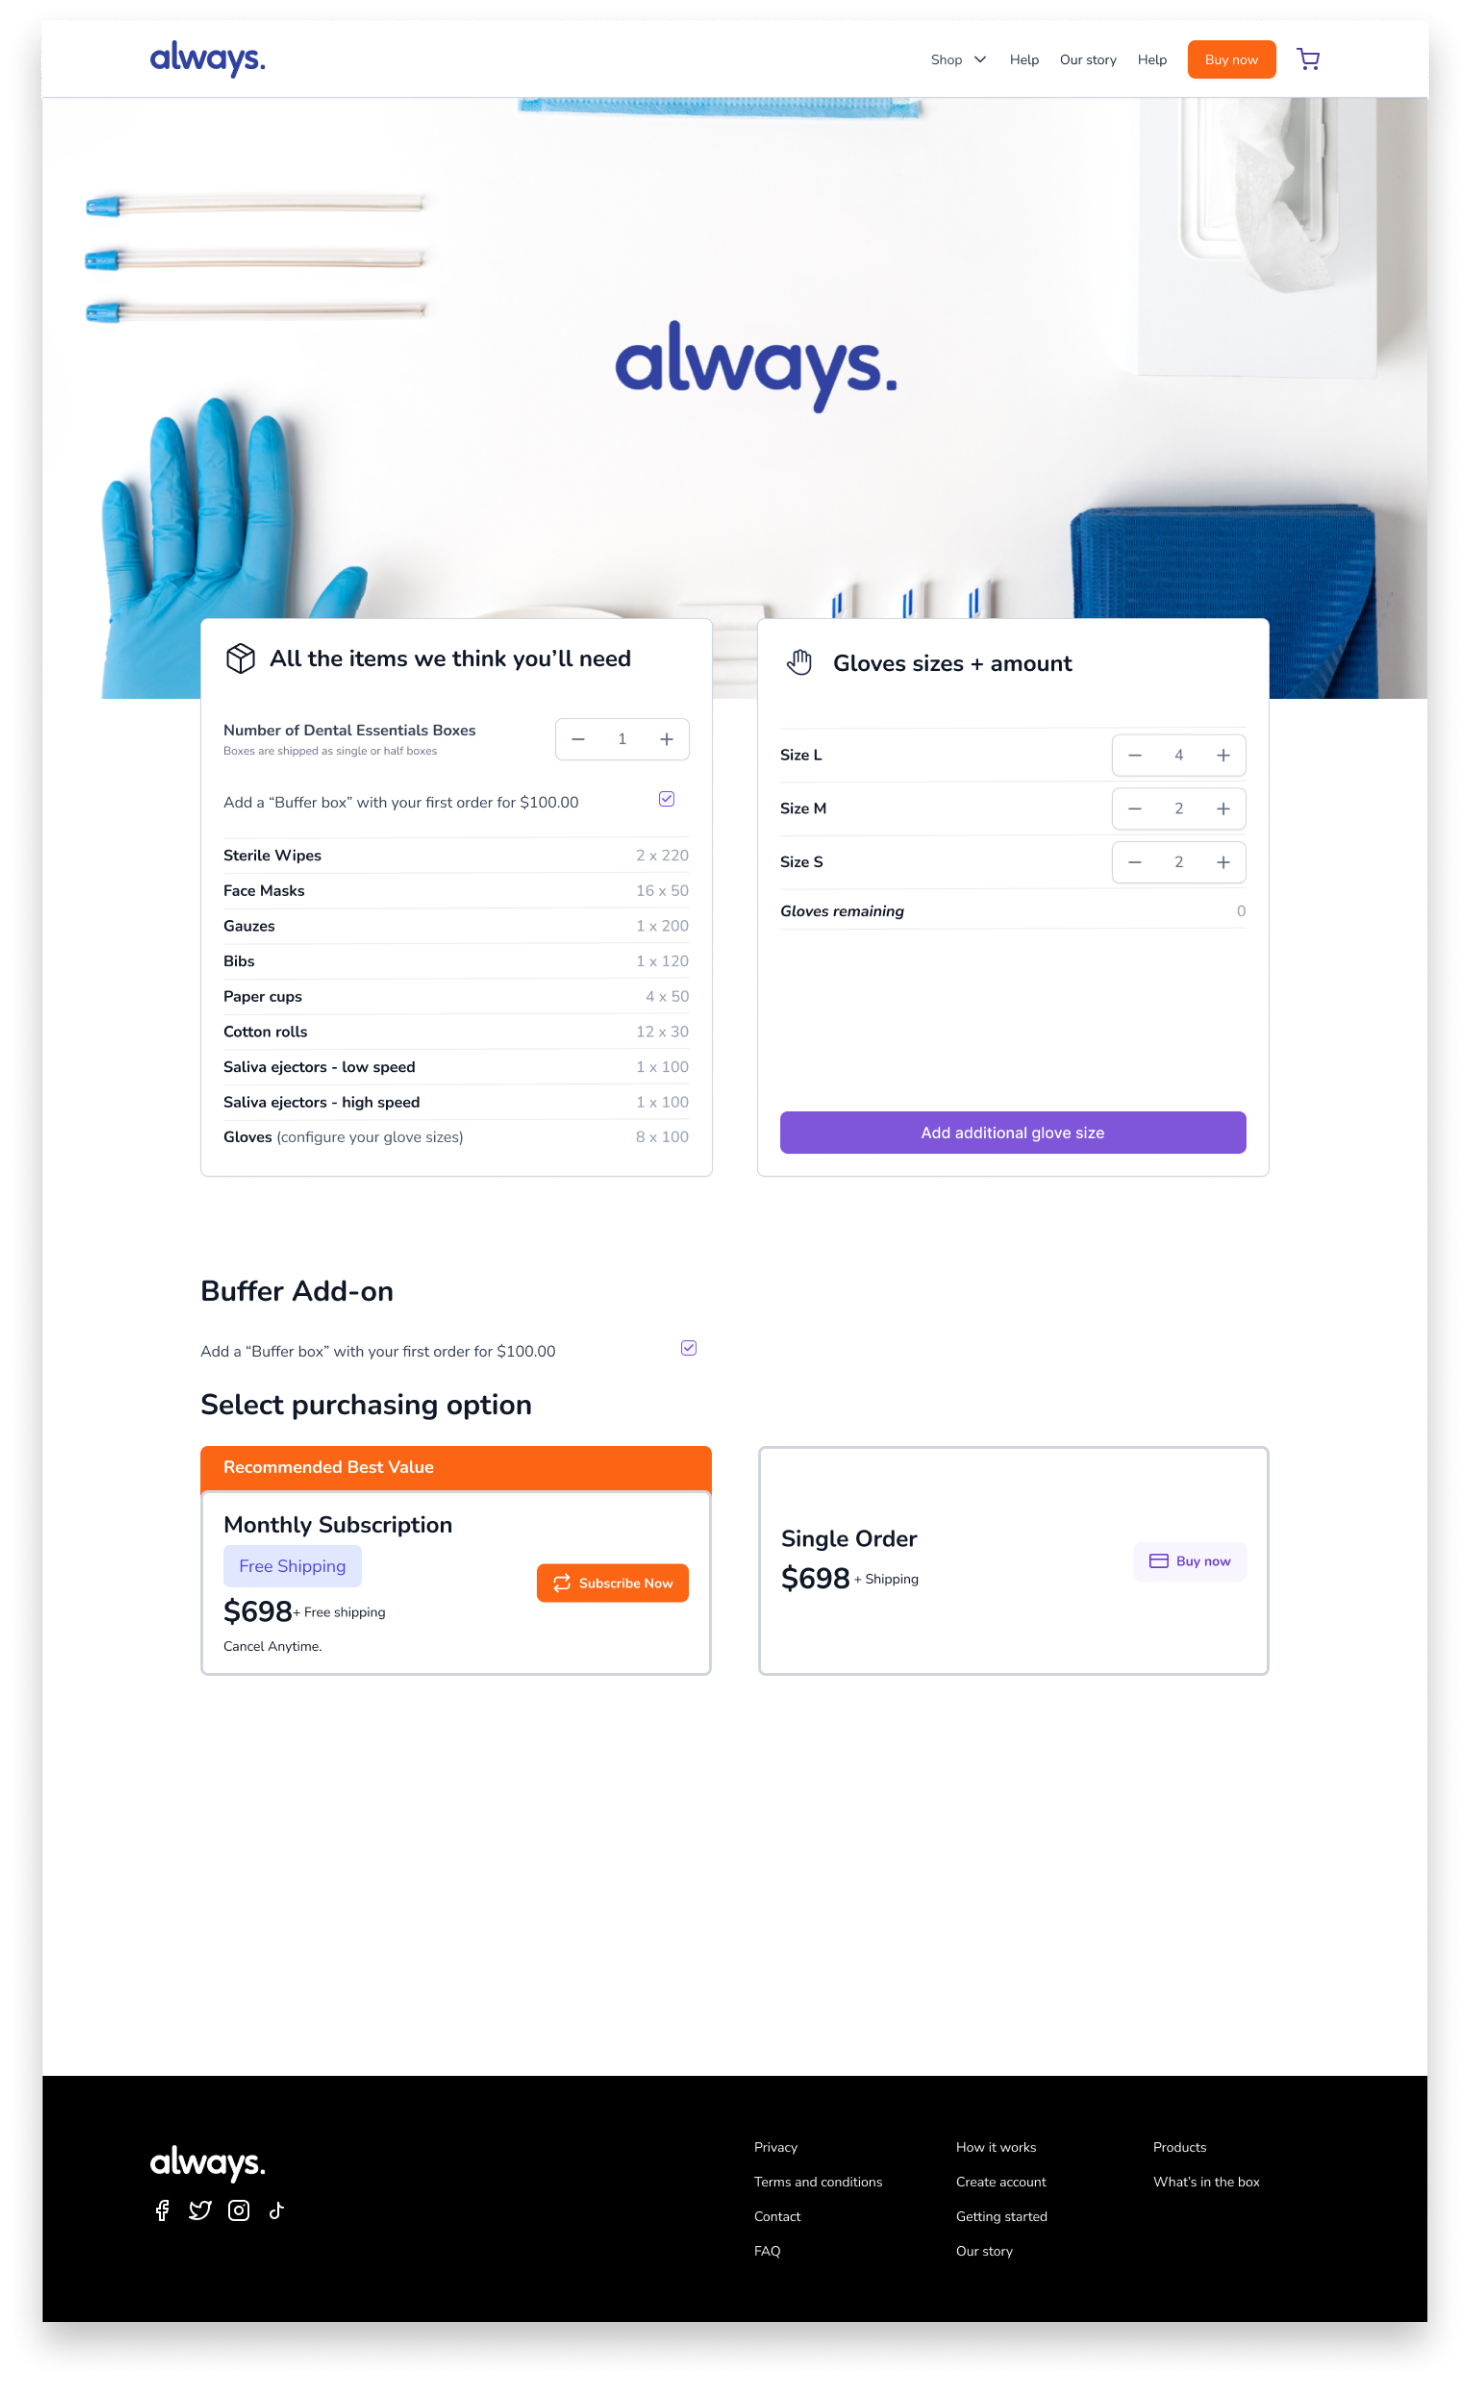 always.
Shop Help Our story Help Buy now
always.
All the items we think you’ll need
Number of Dental Essentials Boxes
Boxes are shipped as single or half boxes
− 1 +
Add a “Buffer box” with your first order for $100.00
Sterile Wipes 2 x 220
Face Masks 16 x 50
Gauzes 1 x 200
Bibs 1 x 120
Paper cups 4 x 50
Cotton rolls 12 x 30
Saliva ejectors - low speed 1 x 100
Saliva ejectors - high speed 1 x 100
Gloves (configure your glove sizes) 8 x 100
Gloves sizes + amount
Size L − 4 +
Size M − 2 +
Size S − 2 +
Gloves remaining 0
Add additional glove size
Buffer Add-on
Add a “Buffer box” with your first order for $100.00
Select purchasing option
Recommended Best Value
Monthly Subscription
Free Shipping
$698+ Free shipping
Cancel Anytime.
Subscribe Now
Single Order
$698 + Shipping
Buy now
always.
Privacy
Terms and conditions
Contact
FAQ
How it works
Create account
Getting started
Our story
Products
What’s in the box